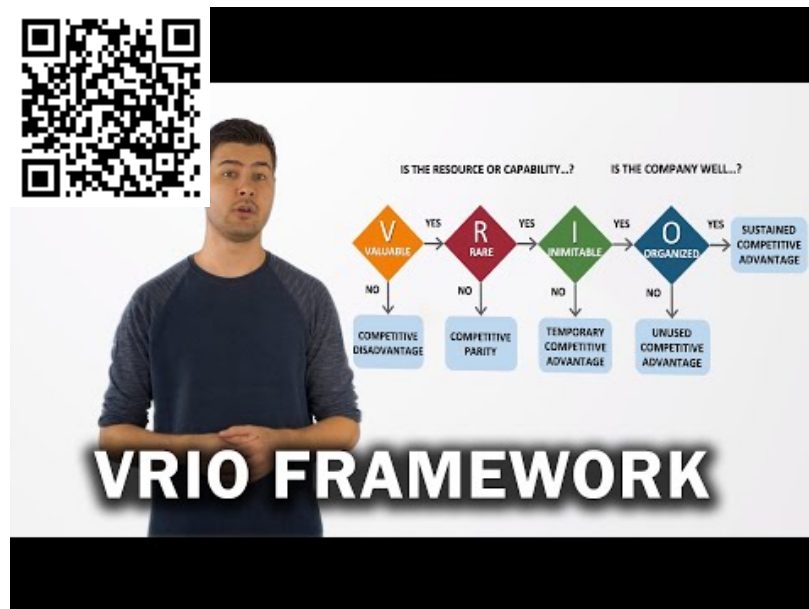 IS THE RESOURCE OR CAPABILITY...? IS THE COMPANY WELL...?
V R I O
YES YES YES YES
VALUABLE RARE INIMITABLE ORGANIZED
SUSTAINED
COMPETITIVE
ADVANTAGE
NO NO NO NO
COMPETITIVE
DISADVANTAGE
COMPETITIVE
PARITY
TEMPORARY
COMPETITIVE
ADVANTAGE
UNUSED
COMPETITIVE
ADVANTAGE
VRIO FRAMEWORK